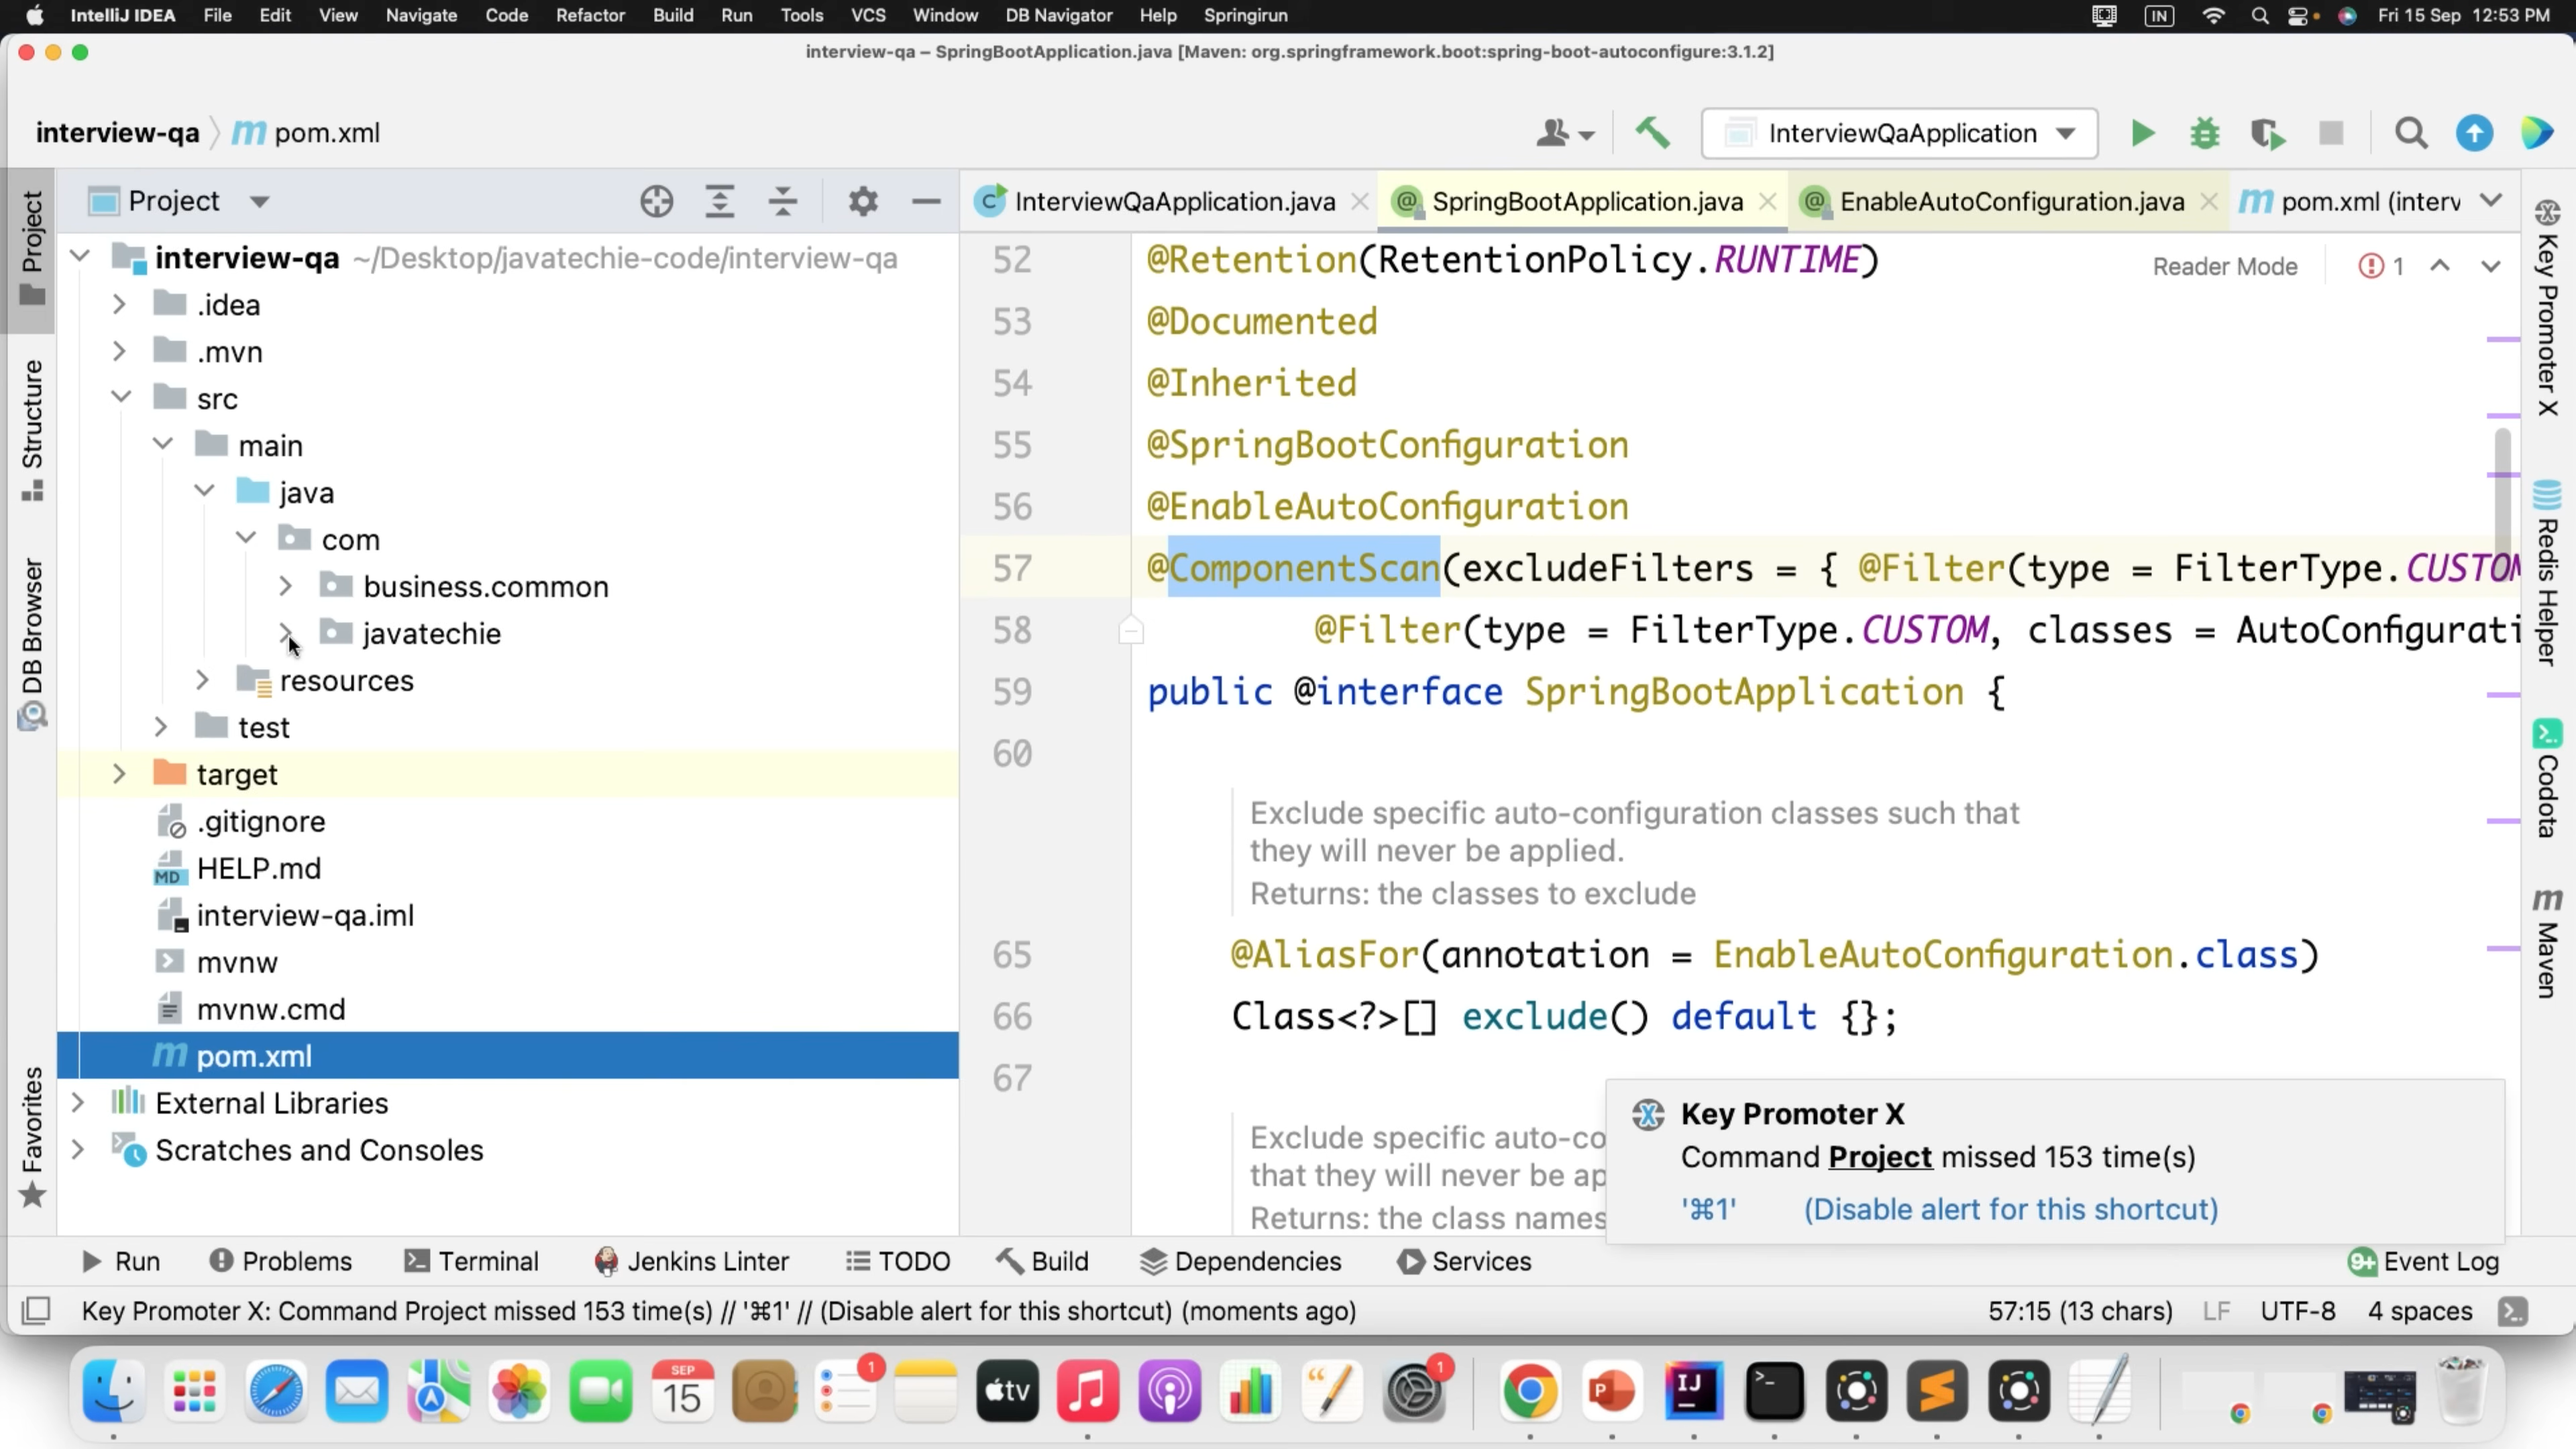 IntelliJ IDEA File Edit View Navigate Code Refactor Build Run Tools VCS Window DB Navigator Help Springirun IN Fri 15 Sep 12:53 PM
interview-qa – SpringBootApplication.java [Maven: org.springframework.boot:spring-boot-autoconfigure:3.1.2]
interview-qa pom.xml InterviewQaApplication
Project
InterviewQaApplication.java SpringBootApplication.java EnableAutoConfiguration.java pom.xml (interv
Project
Structure
DB Browser
Favorites
interview-qa ~/Desktop/javatechie-code/interview-qa
.idea
.mvn
src
main
java
com
business.common
javatechie
resources
test
target
.gitignore
HELP.md
interview-qa.iml
mvnw
mvnw.cmd
pom.xml
External Libraries
Scratches and Consoles
Reader Mode 1
52 @Retention(RetentionPolicy.RUNTIME)
53 @Documented
54 @Inherited
55 @SpringBootConfiguration
56 @EnableAutoConfiguration
57 @ComponentScan(excludeFilters = { @Filter(type = FilterType.CUSTOM
58 @Filter(type = FilterType.CUSTOM, classes = AutoConfigurati
59 public @interface SpringBootApplication {
60
Exclude specific auto-configuration classes such that
they will never be applied.
Returns: the classes to exclude
65 @AliasFor(annotation = EnableAutoConfiguration.class)
66 Class<?>[] exclude() default {};
67
Exclude specific auto-co
that they will never be ap
Returns: the class names
Key Promoter X
Command Project missed 153 time(s)
'⌘1' (Disable alert for this shortcut)
Key Promoter X
Redis Helper
Codota
Maven
Run Problems Terminal Jenkins Linter TODO Build Dependencies Services 9+ Event Log
Key Promoter X: Command Project missed 153 time(s) // '⌘1' // (Disable alert for this shortcut) (moments ago) 57:15 (13 chars) LF UTF-8 4 spaces
SEP
15
1
tv
1
P
IJ